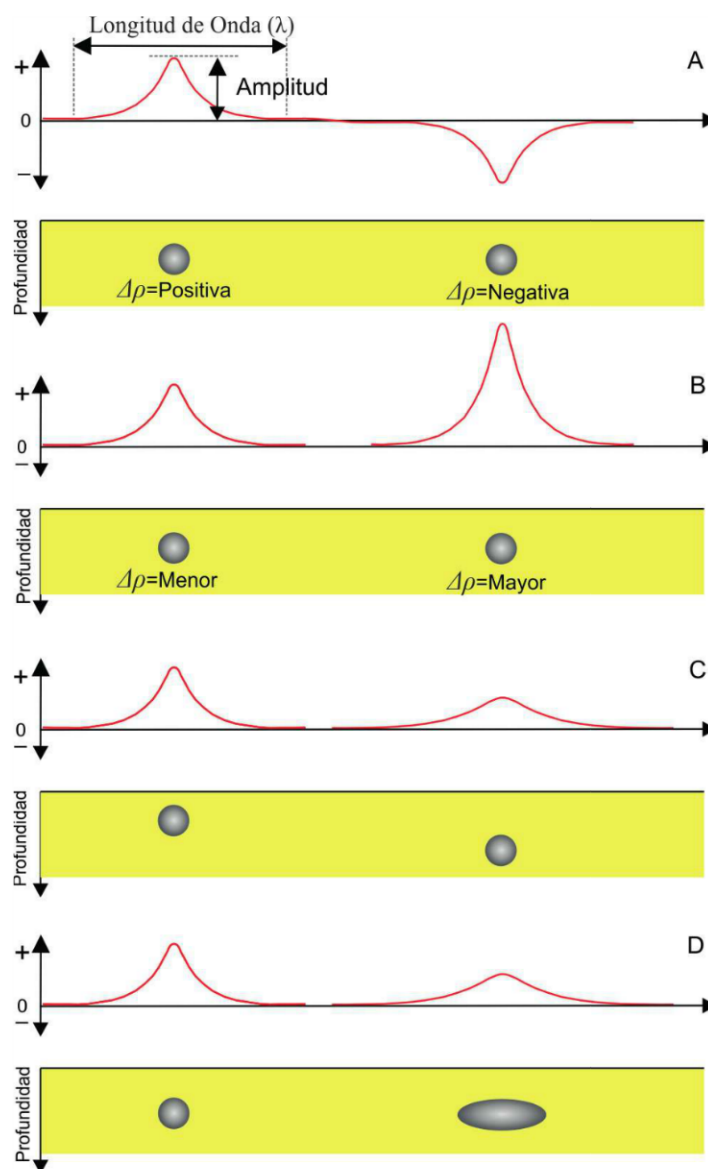 Longitud de Onda (λ)
A
+
Amplitud
0
−
Profundidad
Δρ=Positiva
Δρ=Negativa
B
+
0
−
Profundidad
Δρ=Menor
Δρ=Mayor
C
+
0
−
Profundidad
D
+
0
−
Profundidad